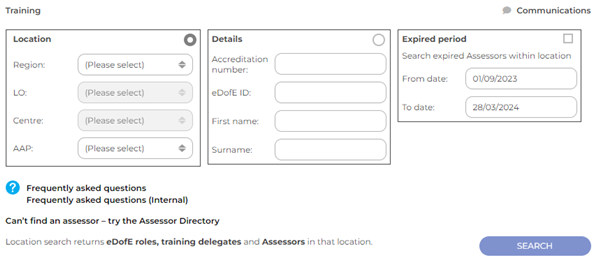 Training
Communications
Location
Region: (Please select)
LO: (Please select)
Centre: (Please select)
AAP: (Please select)
Details
Accreditation
number:
eDofE ID:
First name:
Surname:
Expired period
Search expired Assessors within location
From date: 01/09/2023
To date: 28/03/2024
? Frequently asked questions
Frequently asked questions (Internal)
Can't find an assessor – try the Assessor Directory
Location search returns eDofE roles, training delegates and Assessors in that location.
SEARCH